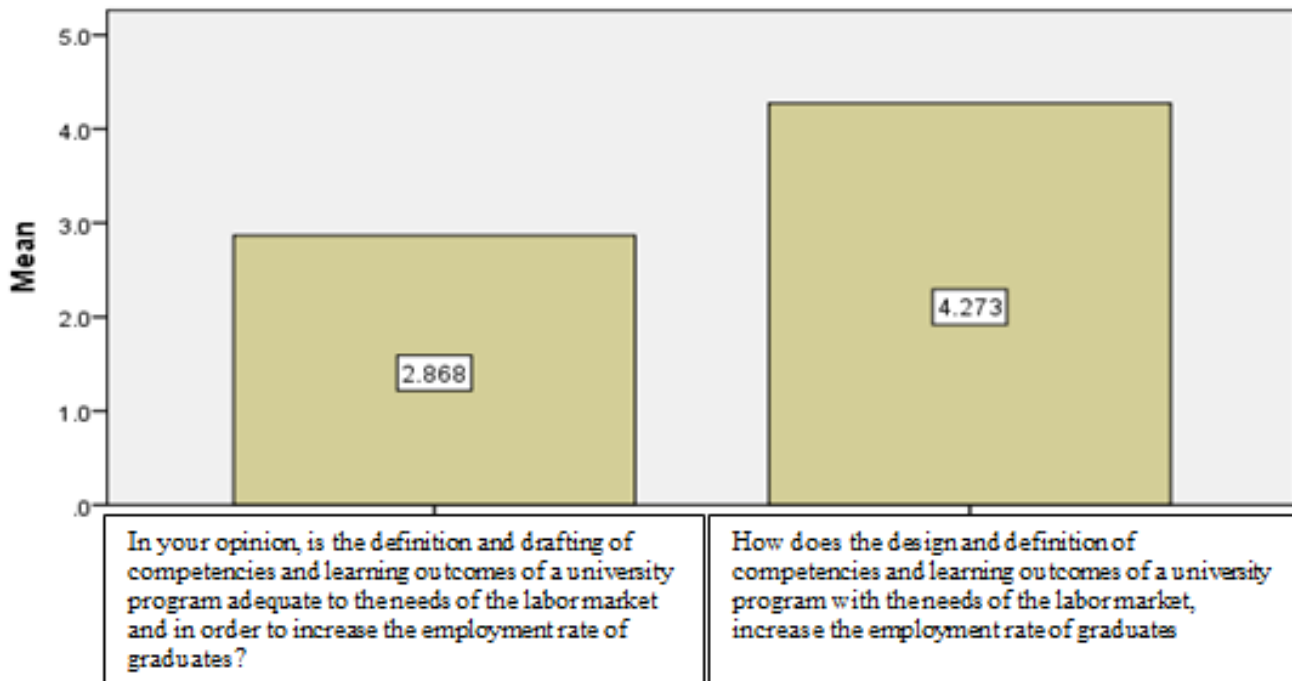 5.0
4.0
3.0
2.0
1.0
.0
Mean
2.868
4.273
In your opinion, is the definition and drafting of
competencies and learning outcomes of a university
program adequate to the needs of the labor market
and in order to increase the employment rate of
graduates?
How does the design and definition of
competencies and learning outcomes of a university
program with the needs of the labor market,
increase the employment rate of graduates